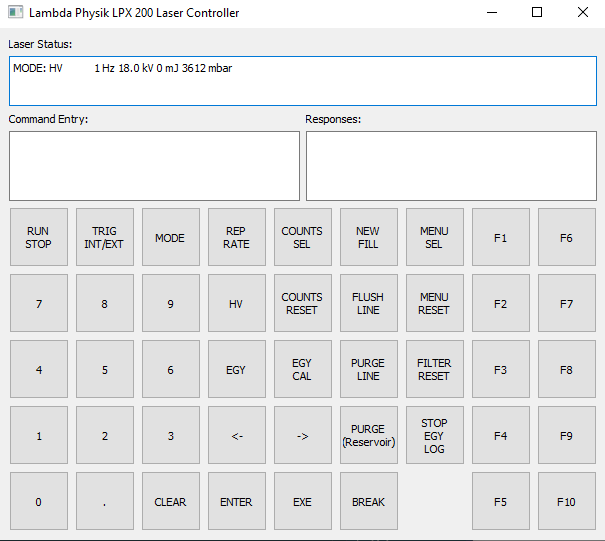 Lambda Physik LPX 200 Laser Controller
Laser Status:
MODE: HV 1 Hz 18.0 kV 0 mJ 3612 mbar
Command Entry:
Responses:
RUN
STOP
TRIG
INT/EXT
MODE
REP
RATE
COUNTS
SEL
NEW
FILL
MENU
SEL
F1
F6
7
8
9
HV
COUNTS
RESET
FLUSH
LINE
MENU
RESET
F2
F7
4
5
6
EGY
EGY
CAL
PURGE
LINE
FILTER
RESET
F3
F8
1
2
3
<-
->
PURGE
(Reservoir)
STOP
EGY
LOG
F4
F9
0
.
CLEAR
ENTER
EXE
BREAK
F5
F10